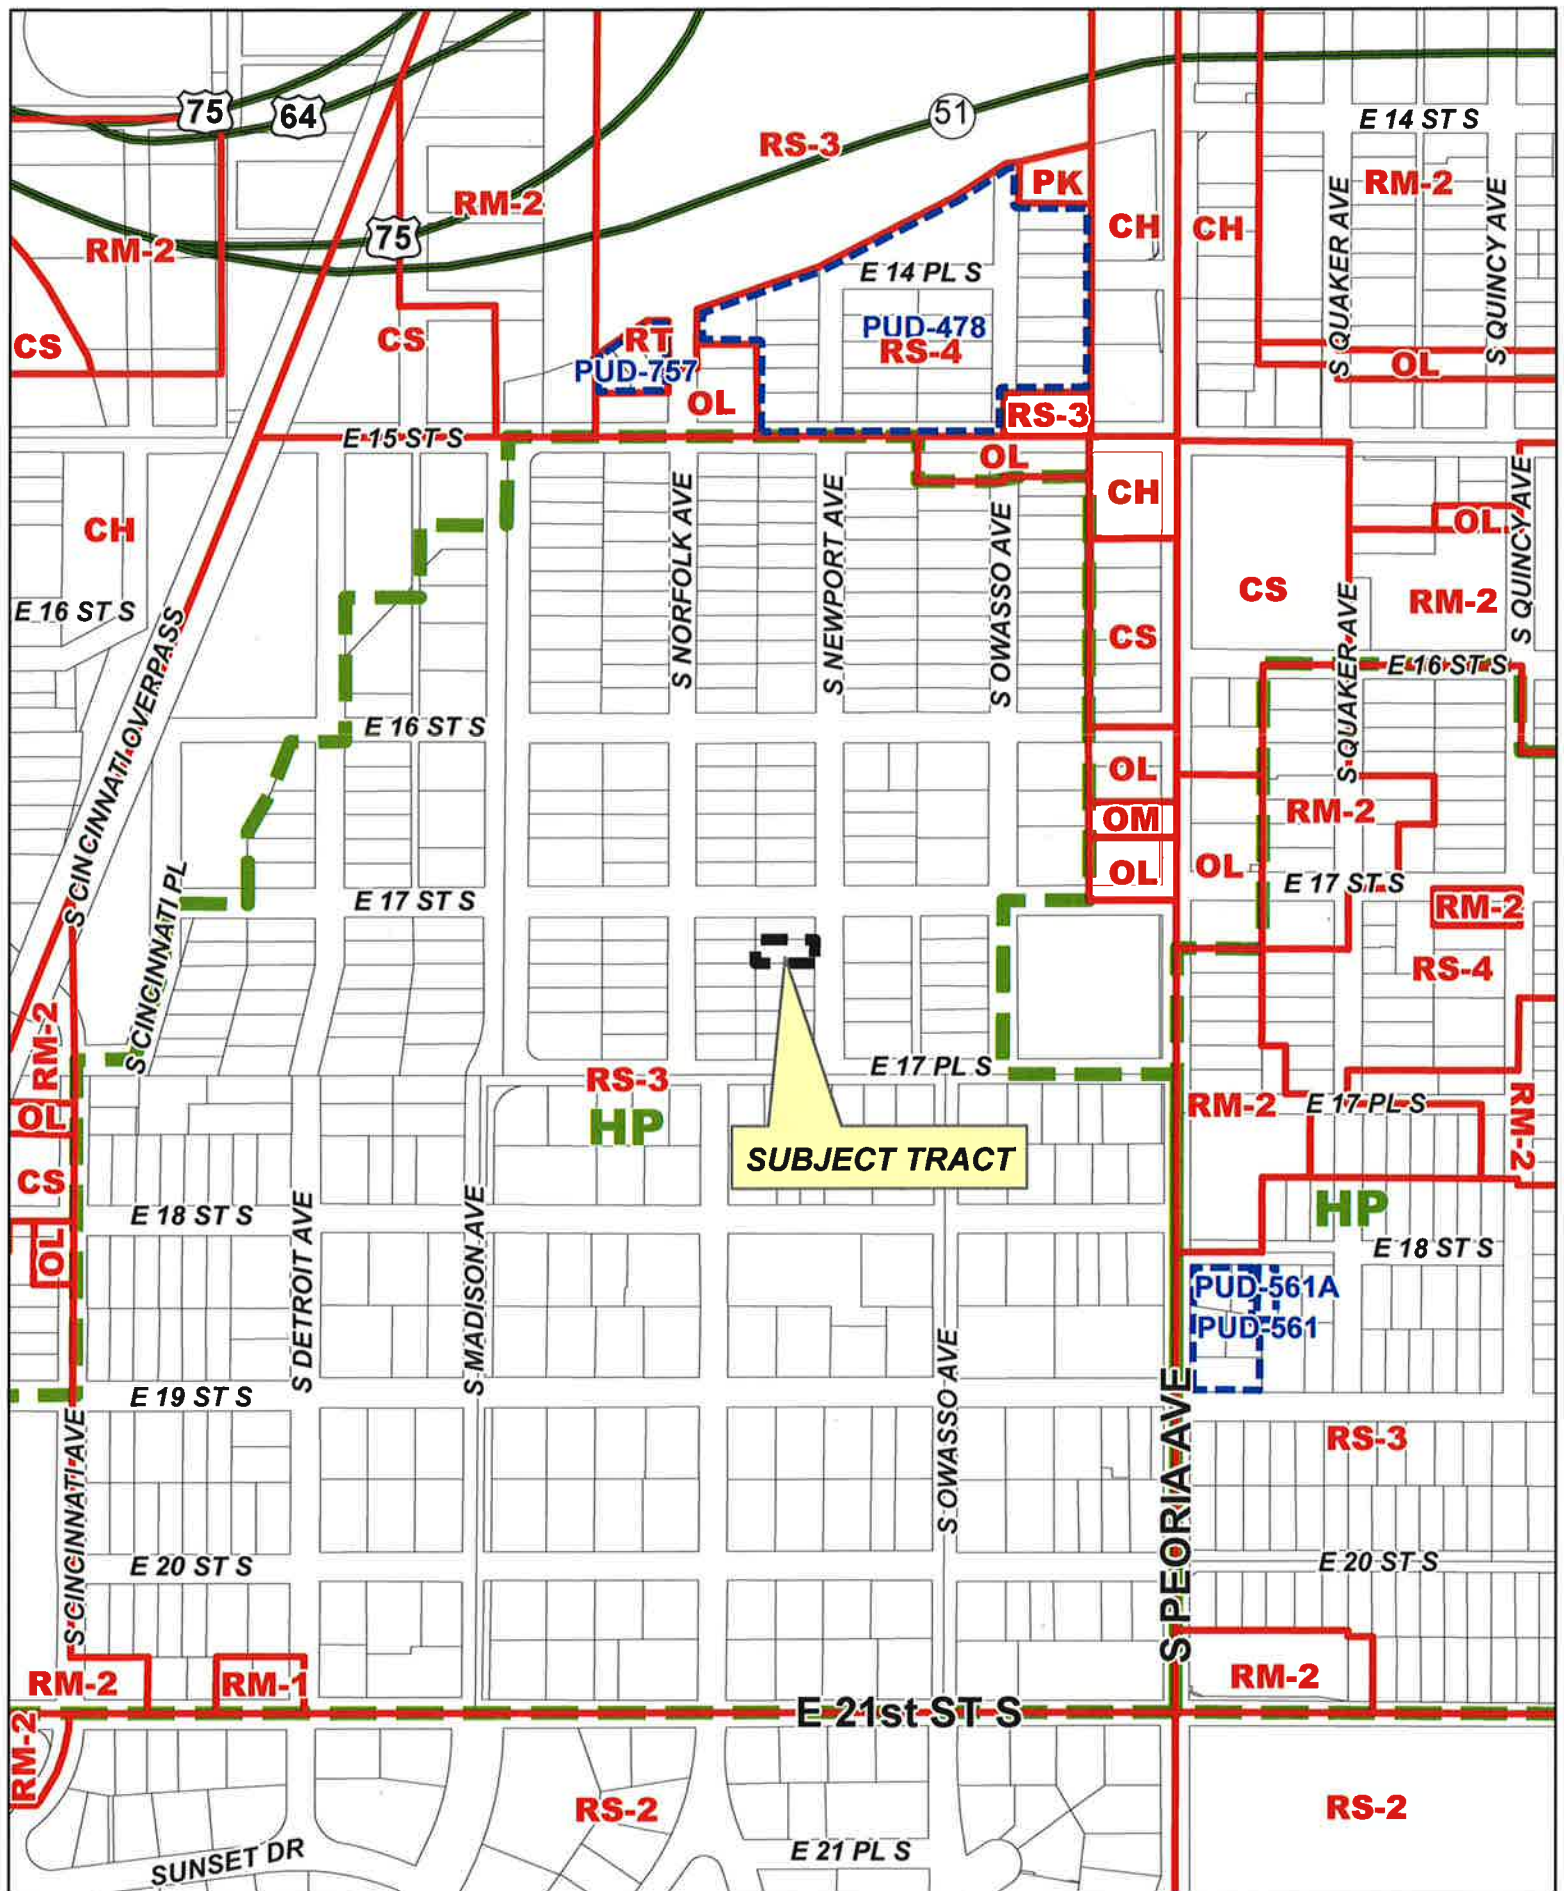 E 14 ST S
75
64
51
RS-3
PK
RM-2
RM-2
CH
CH
75
RM-2
S QUAKER AVE
S QUINCY AVE
E 14 PL S
PUD-478
RS-4
CS
CS
RT
PUD-757
OL
OL
RS-3
E 15 ST S
OL
CH
CH
OL
S NORFOLK AVE
S NEWPORT AVE
S OWASSO AVE
CS
RM-2
S QUINCY AVE
E 16 ST S
CS
S CINCINNATI OVERPASS
S QUAKER AVE
E 16 ST S
E 16 ST S
OL
RM-2
OM
OL
OL
E 17 ST S
E 17 ST S
S CINCINNATI PL
RM-2
RS-4
RM-2
E 17 PL S
RS-3
HP
RM-2
E 17 PL S
RM-2
OL
SUBJECT TRACT
CS
HP
E 18 ST S
E 18 ST S
OL
S DETROIT AVE
S MADISON AVE
PUD-561A
PUD-561
S OWASSO AVE
E 19 ST S
S CINCINNATI AVE
S PEORIA AVE
RS-3
E 20 ST S
E 20 ST S
RM-2
RM-1
RM-2
E 21st ST S
RM-2
RS-2
RS-2
E 21 PL S
SUNSET DR